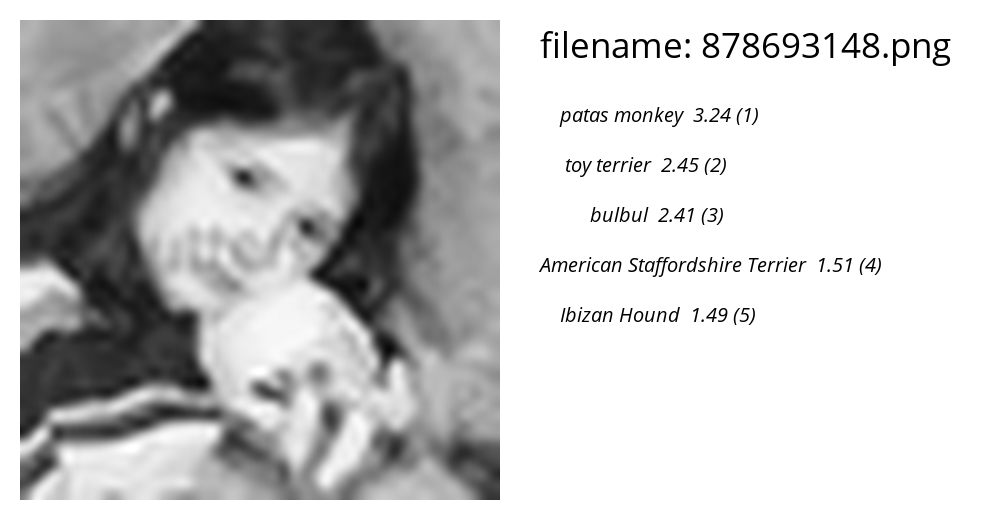 filename: 878693148.png
patas monkey 3.24 (1)
toy terrier 2.45 (2)
bulbul 2.41 (3)
American Staffordshire Terrier 1.51 (4)
Ibizan Hound 1.49 (5)